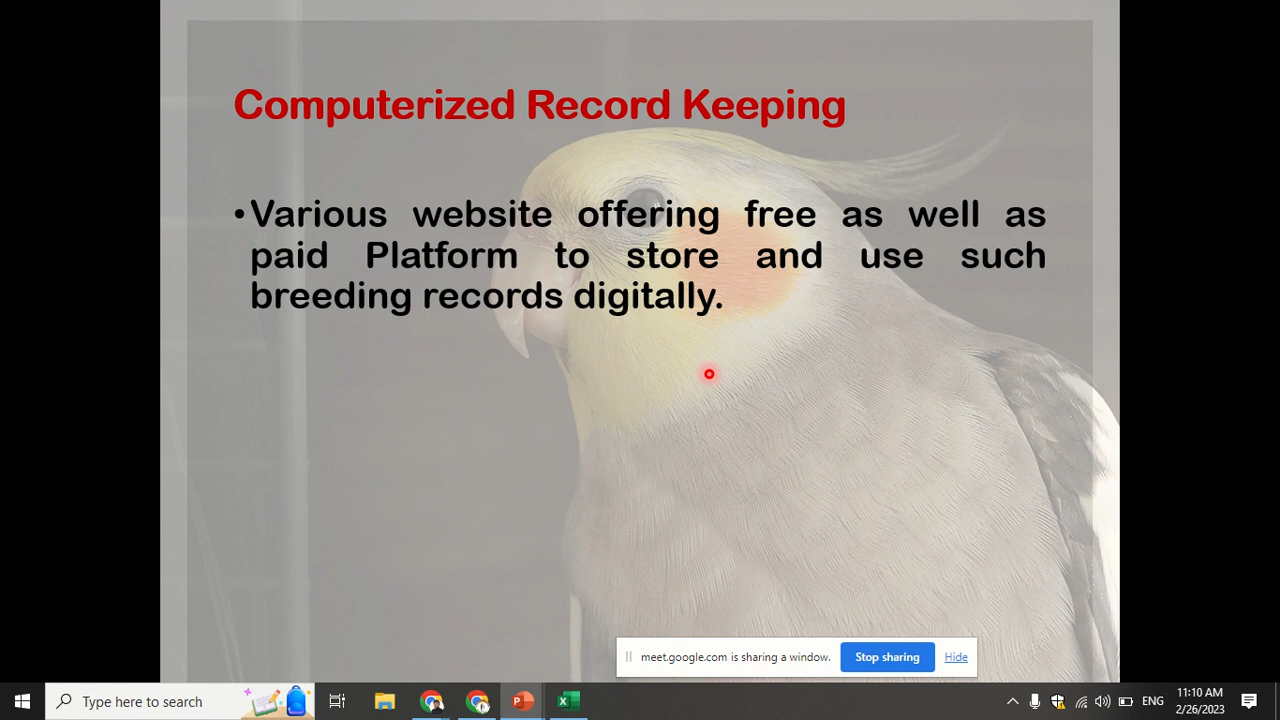 Computerized Record Keeping
•Various website offering free as well as
paid Platform to store and use such
breeding records digitally.
meet.google.com is sharing a window. Stop sharing Hide
Type here to search
ENG
11:10 AM
2/26/2023